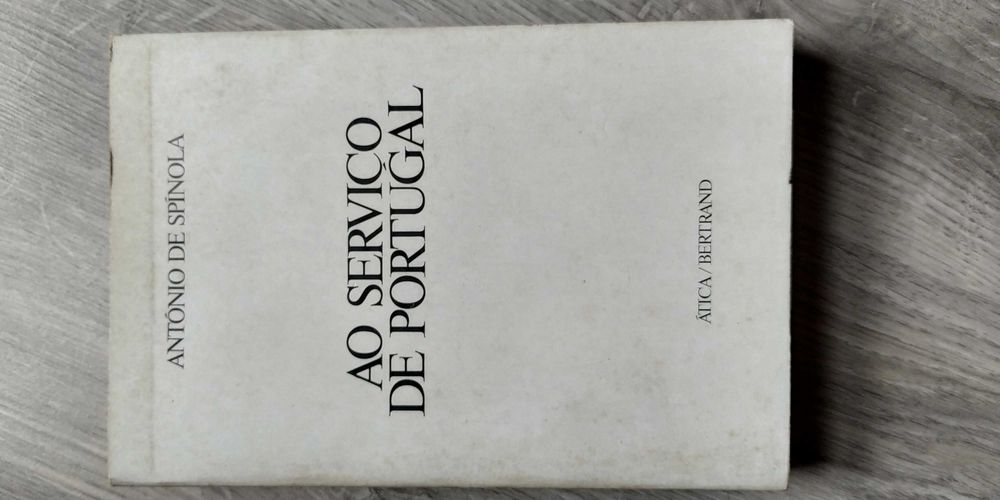 ANTÓNIO DE SPÍNOLA
AO SERVIÇO
DE PORTUGAL
ÁTICA / BERTRAND